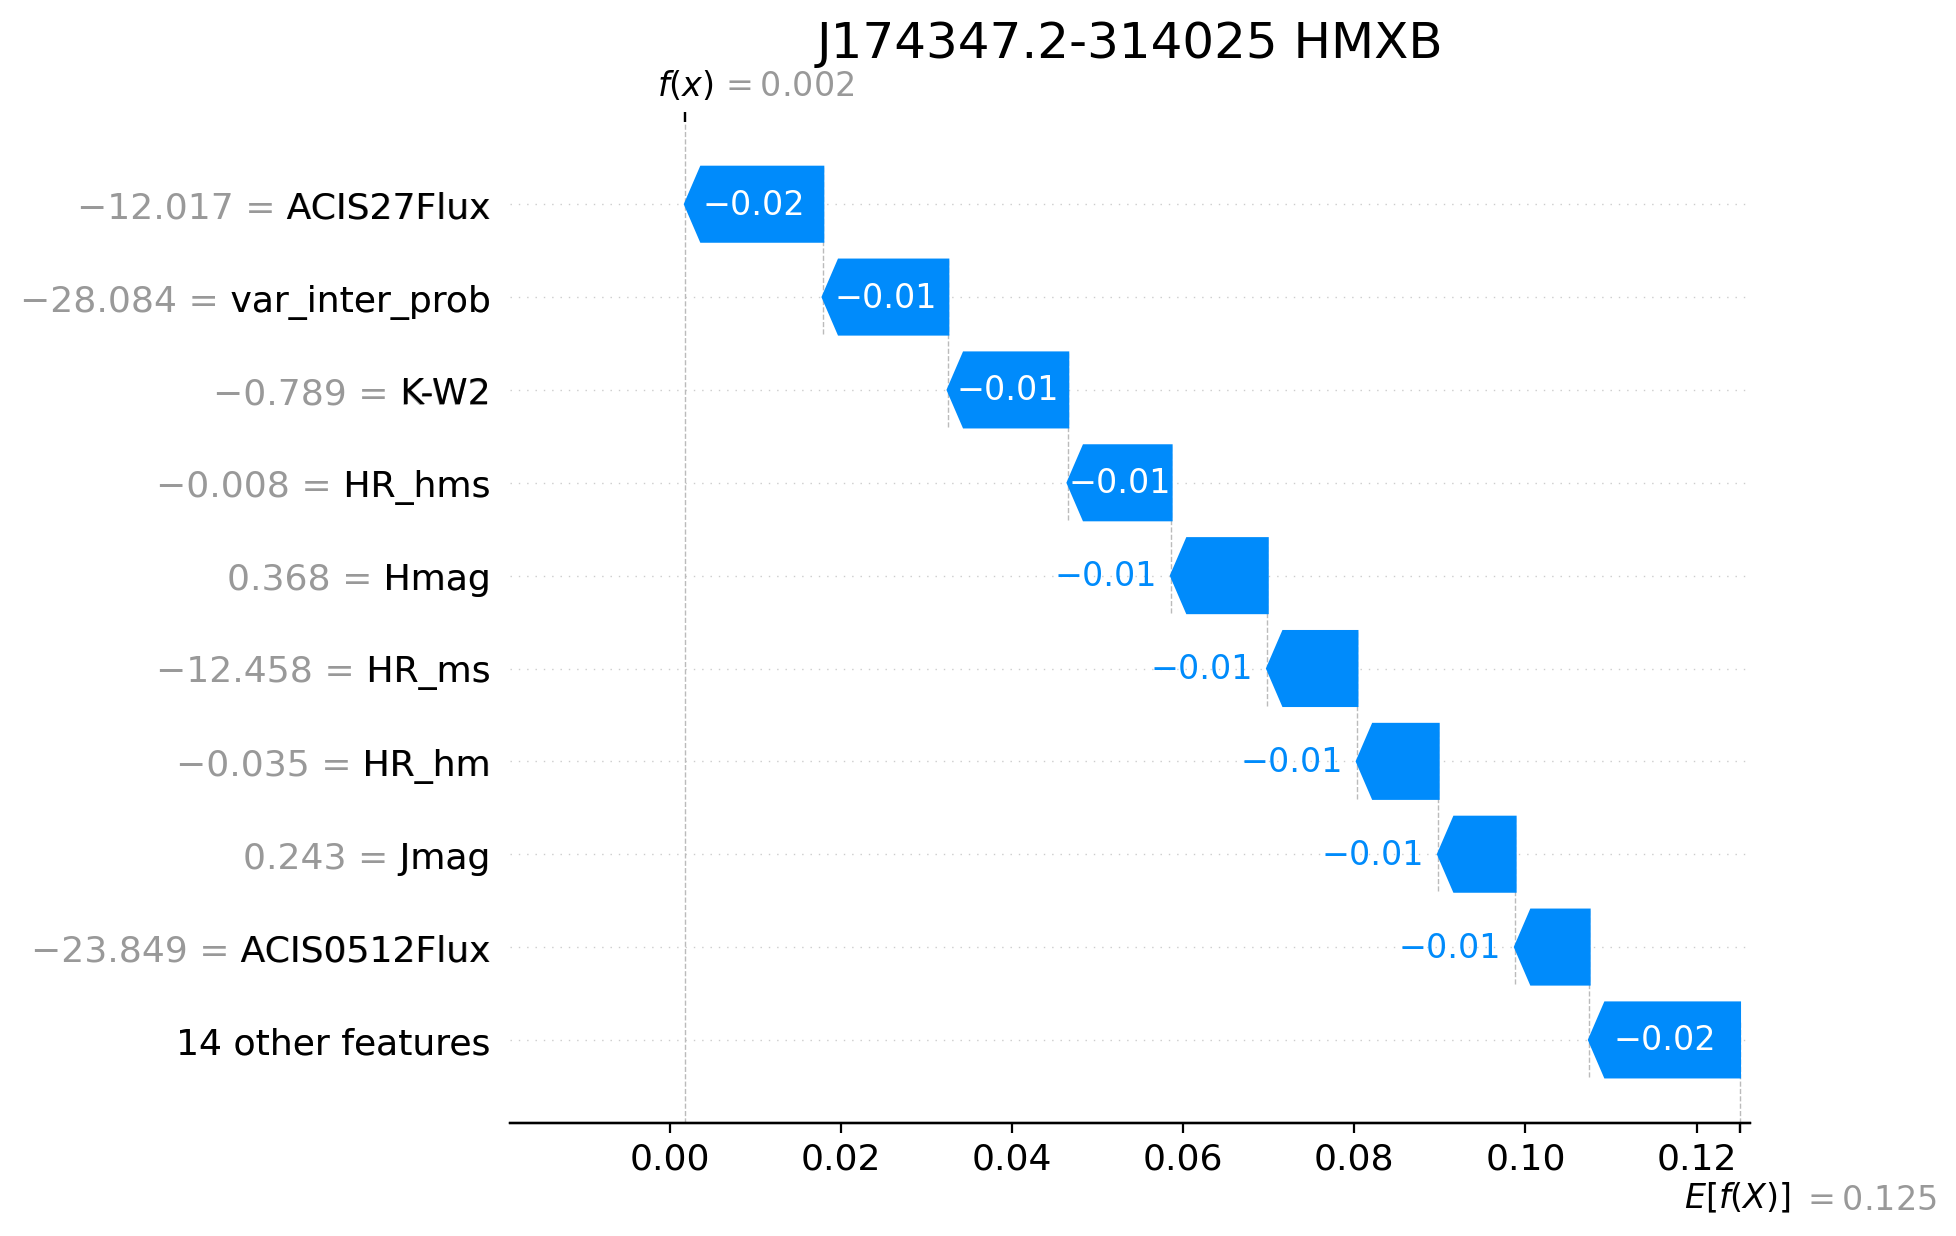 J174347.2-314025 HMXB
f(x) = 0.002
−12.017 = ACIS27Flux −0.02
−28.084 = var_inter_prob −0.01
−0.789 = K-W2 −0.01
−0.008 = HR_hms −0.01
0.368 = Hmag −0.01
−12.458 = HR_ms −0.01
−0.035 = HR_hm −0.01
0.243 = Jmag −0.01
−23.849 = ACIS0512Flux −0.01
14 other features −0.02
0.00 0.02 0.04 0.06 0.08 0.10 0.12
E[f(X)] = 0.125